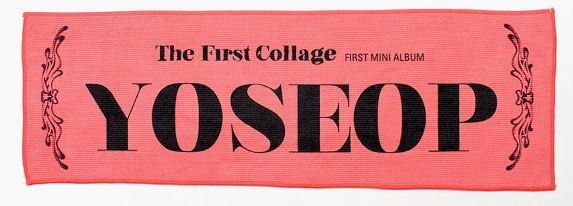 The First Collage FIRST MINI ALBUM
YOSEOP